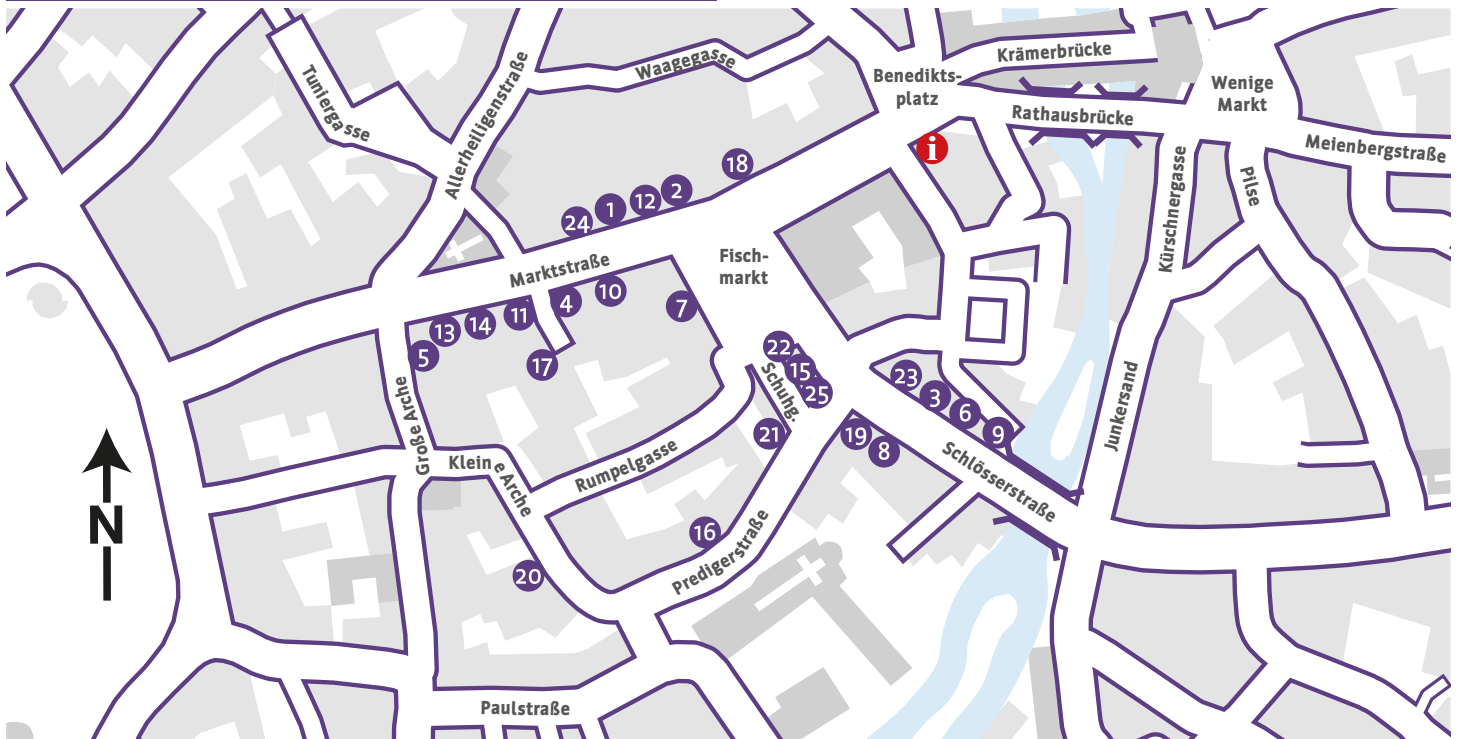 Krämerbrücke
Waagegasse
Benedikts-
platz
Wenige
Markt
Tuniergasse
Rathausbrücke
Allerheiligenstraße
i
Meienbergstraße
18
Pilse
Kürschnergasse
2
12
1
24
Fisch-
markt
Marktstraße
10
4
7
11
14
13
5
17
22
15
25
Schuhg.
23
3
6
9
Große Arche
Junkersand
21
19
8
Kleine Arche
Rumpelgasse
Schlösserstraße
N
16
Predigerstraße
20
Paulstraße